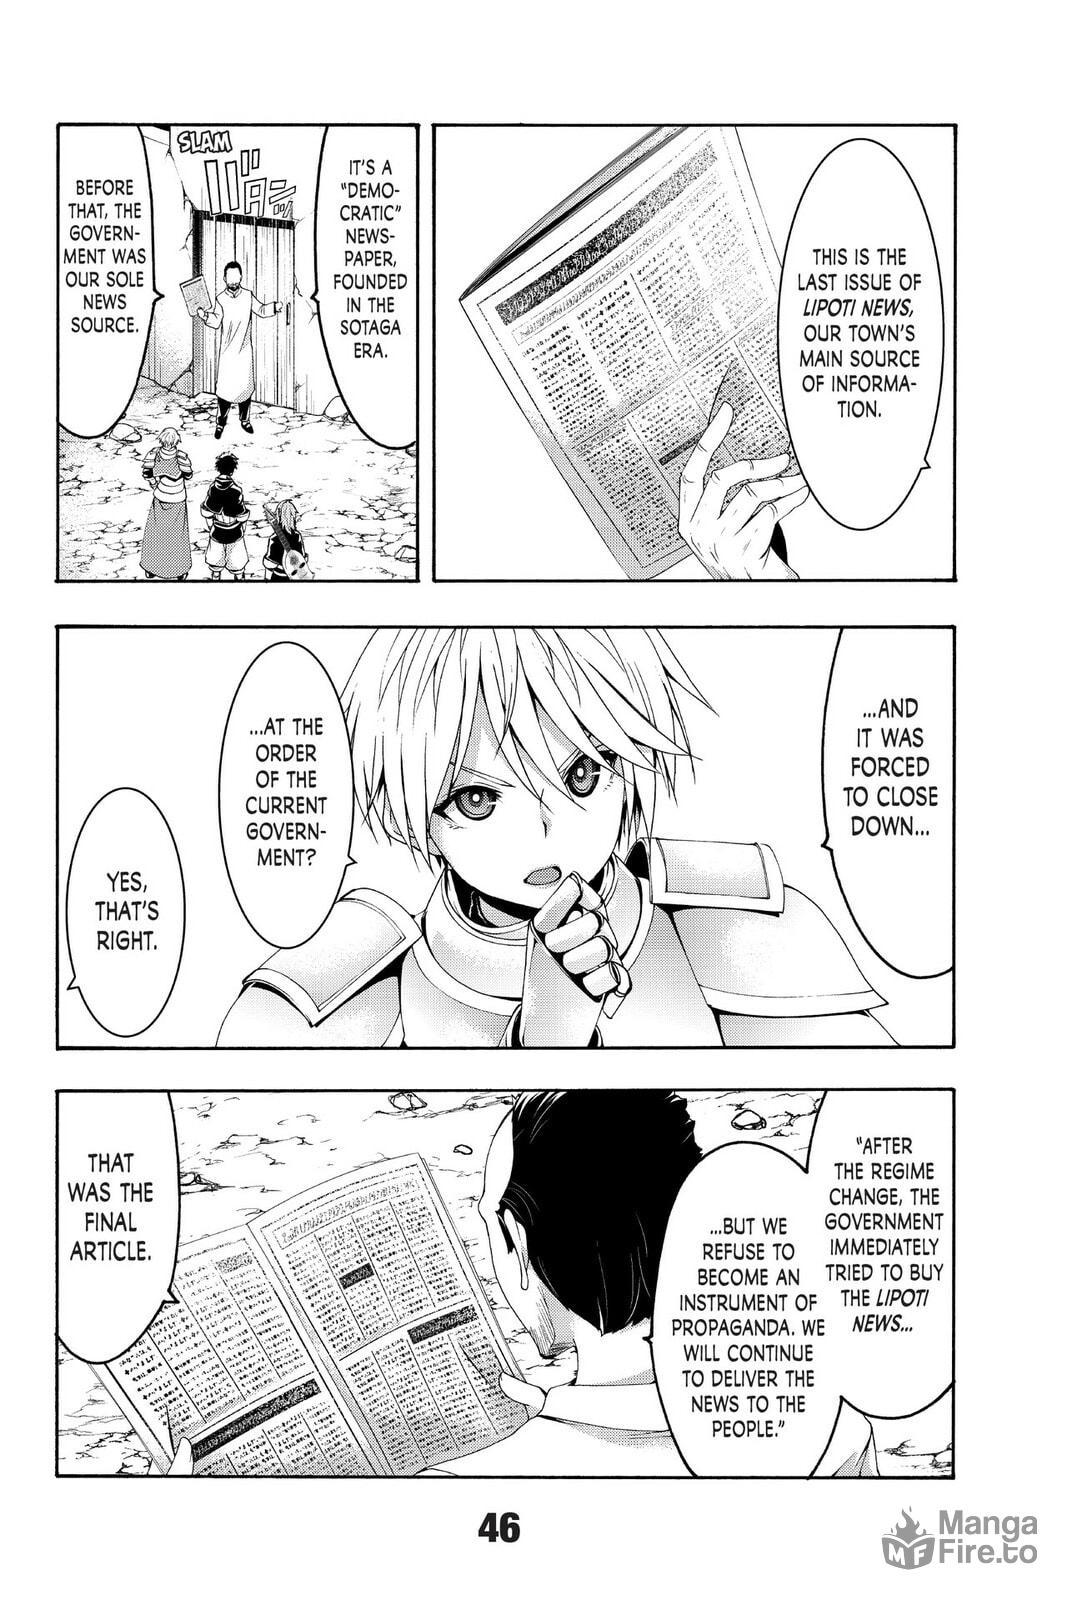 THIS IS THE
LAST ISSUE OF
LIPOTI NEWS,
OUR TOWN'S
MAIN SOURCE
OF INFORMA-
TION.
SLAM
バタンッ
IT'S A
"DEMO-
CRATIC"
NEWS-
PAPER,
FOUNDED
IN THE
SOTAGA
ERA.
BEFORE
THAT, THE
GOVERN-
MENT WAS
OUR SOLE
NEWS
SOURCE.
...AND
IT WAS
FORCED
TO CLOSE
DOWN...
...AT THE
ORDER
OF THE
CURRENT
GOVERN-
MENT?
YES,
THAT'S
RIGHT.
"AFTER
THE REGIME
CHANGE, THE
GOVERNMENT
IMMEDIATELY
TRIED TO BUY
THE LIPOTI
NEWS...
...BUT WE
REFUSE TO
BECOME AN
INSTRUMENT OF
PROPAGANDA. WE
WILL CONTINUE
TO DELIVER THE
NEWS TO THE
PEOPLE."
THAT
WAS THE
FINAL
ARTICLE.
46
MF
Manga
Fire.to